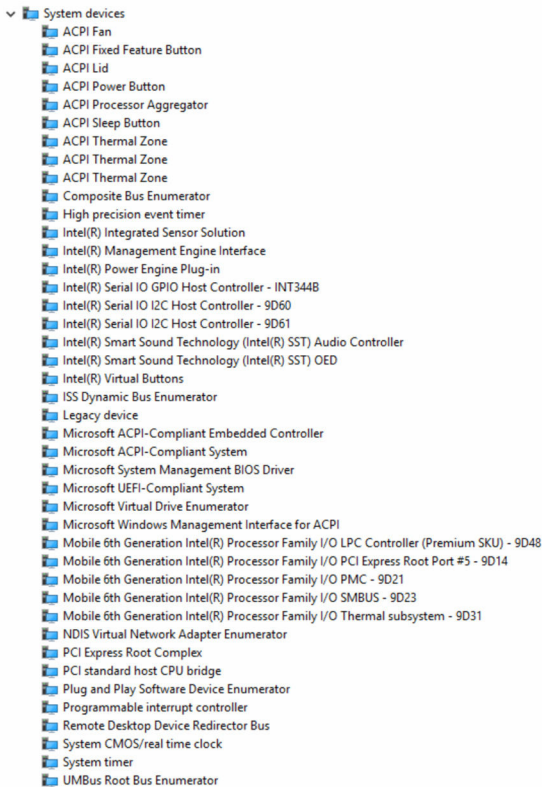 System devices
ACPI Fan
ACPI Fixed Feature Button
ACPI Lid
ACPI Power Button
ACPI Processor Aggregator
ACPI Sleep Button
ACPI Thermal Zone
ACPI Thermal Zone
ACPI Thermal Zone
Composite Bus Enumerator
High precision event timer
Intel(R) Integrated Sensor Solution
Intel(R) Management Engine Interface
Intel(R) Power Engine Plug-in
Intel(R) Serial IO GPIO Host Controller - INT344B
Intel(R) Serial IO I2C Host Controller - 9D60
Intel(R) Serial IO I2C Host Controller - 9D61
Intel(R) Smart Sound Technology (Intel(R) SST) Audio Controller
Intel(R) Smart Sound Technology (Intel(R) SST) OED
Intel(R) Virtual Buttons
ISS Dynamic Bus Enumerator
Legacy device
Microsoft ACPI-Compliant Embedded Controller
Microsoft ACPI-Compliant System
Microsoft System Management BIOS Driver
Microsoft UEFI-Compliant System
Microsoft Virtual Drive Enumerator
Microsoft Windows Management Interface for ACPI
Mobile 6th Generation Intel(R) Processor Family I/O LPC Controller (Premium SKU) - 9D48
Mobile 6th Generation Intel(R) Processor Family I/O PCI Express Root Port #5 - 9D14
Mobile 6th Generation Intel(R) Processor Family I/O PMC - 9D21
Mobile 6th Generation Intel(R) Processor Family I/O SMBUS - 9D23
Mobile 6th Generation Intel(R) Processor Family I/O Thermal subsystem - 9D31
NDIS Virtual Network Adapter Enumerator
PCI Express Root Complex
PCI standard host CPU bridge
Plug and Play Software Device Enumerator
Programmable interrupt controller
Remote Desktop Device Redirector Bus
System CMOS/real time clock
System timer
UMBus Root Bus Enumerator